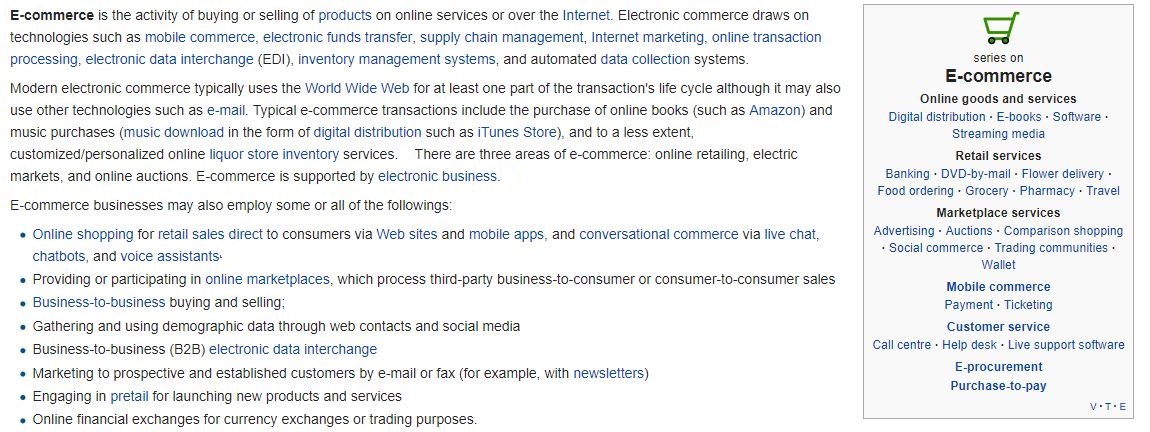 E-commerce is the activity of buying or selling of products on online services or over the Internet. Electronic commerce draws on
technologies such as mobile commerce, electronic funds transfer, supply chain management, Internet marketing, online transaction
processing, electronic data interchange (EDI), inventory management systems, and automated data collection systems.
Modern electronic commerce typically uses the World Wide Web for at least one part of the transaction's life cycle although it may also
use other technologies such as e-mail. Typical e-commerce transactions include the purchase of online books (such as Amazon) and
music purchases (music download in the form of digital distribution such as iTunes Store), and to a less extent,
customized/personalized online liquor store inventory services. There are three areas of e-commerce: online retailing, electric
markets, and online auctions. E-commerce is supported by electronic business.
E-commerce businesses may also employ some or all of the followings:
• Online shopping for retail sales direct to consumers via Web sites and mobile apps, and conversational commerce via live chat,
chatbots, and voice assistants
• Providing or participating in online marketplaces, which process third-party business-to-consumer or consumer-to-consumer sales
• Business-to-business buying and selling;
• Gathering and using demographic data through web contacts and social media
• Business-to-business (B2B) electronic data interchange
• Marketing to prospective and established customers by e-mail or fax (for example, with newsletters)
• Engaging in pretail for launching new products and services
• Online financial exchanges for currency exchanges or trading purposes.
series on
E-commerce
Online goods and services
Digital distribution · E-books · Software ·
Streaming media
Retail services
Banking · DVD-by-mail · Flower delivery ·
Food ordering · Grocery · Pharmacy · Travel
Marketplace services
Advertising · Auctions · Comparison shopping
· Social commerce · Trading communities ·
Wallet
Mobile commerce
Payment · Ticketing
Customer service
Call centre · Help desk · Live support software
E-procurement
Purchase-to-pay
V · T · E